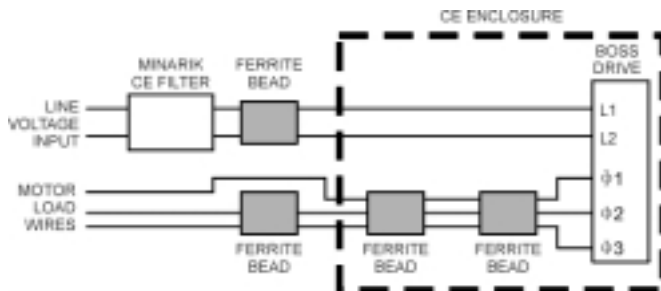 CE ENCLOSURE
BOSS
DRIVE
MINARIK
CE FILTER
FERRITE
BEAD
LINE
VOLTAGE
INPUT
L1
L2
MOTOR
LOAD
WIRES
ϕ1
ϕ2
ϕ3
FERRITE
BEAD
FERRITE
BEAD
FERRITE
BEAD